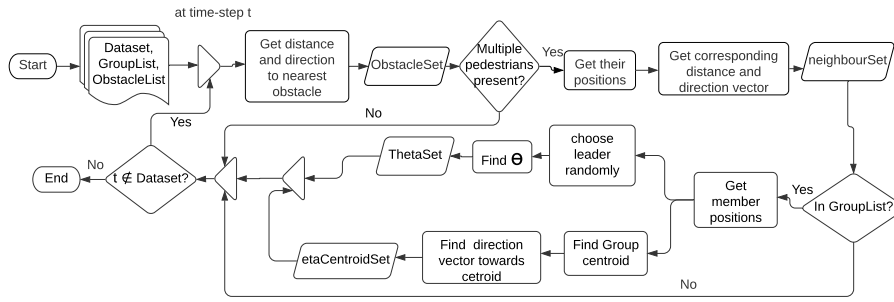 at time-step t
Start
Dataset,
GroupList,
ObstacleList
Get distance
and direction
to nearest
obstacle
ObstacleSet
Multiple
pedestrians
present?
Yes
Get their
positions
Get corresponding
distance and
direction vector
neighbourSet
No
Yes
End
No
t ∉ Dataset?
ThetaSet
Find Ө
choose
leader
randomly
Get
member
positions
Yes
In GroupList?
etaCentroidSet
Find direction
vector towards
cetroid
Find Group
centroid
No